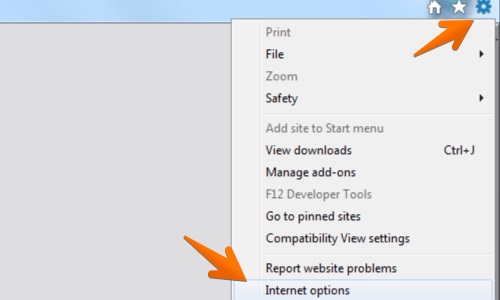 Print
File
Zoom
Safety
Add site to Start menu
View downloads Ctrl+J
Manage add-ons
F12 Developer Tools
Go to pinned sites
Compatibility View settings
Report website problems
Internet options